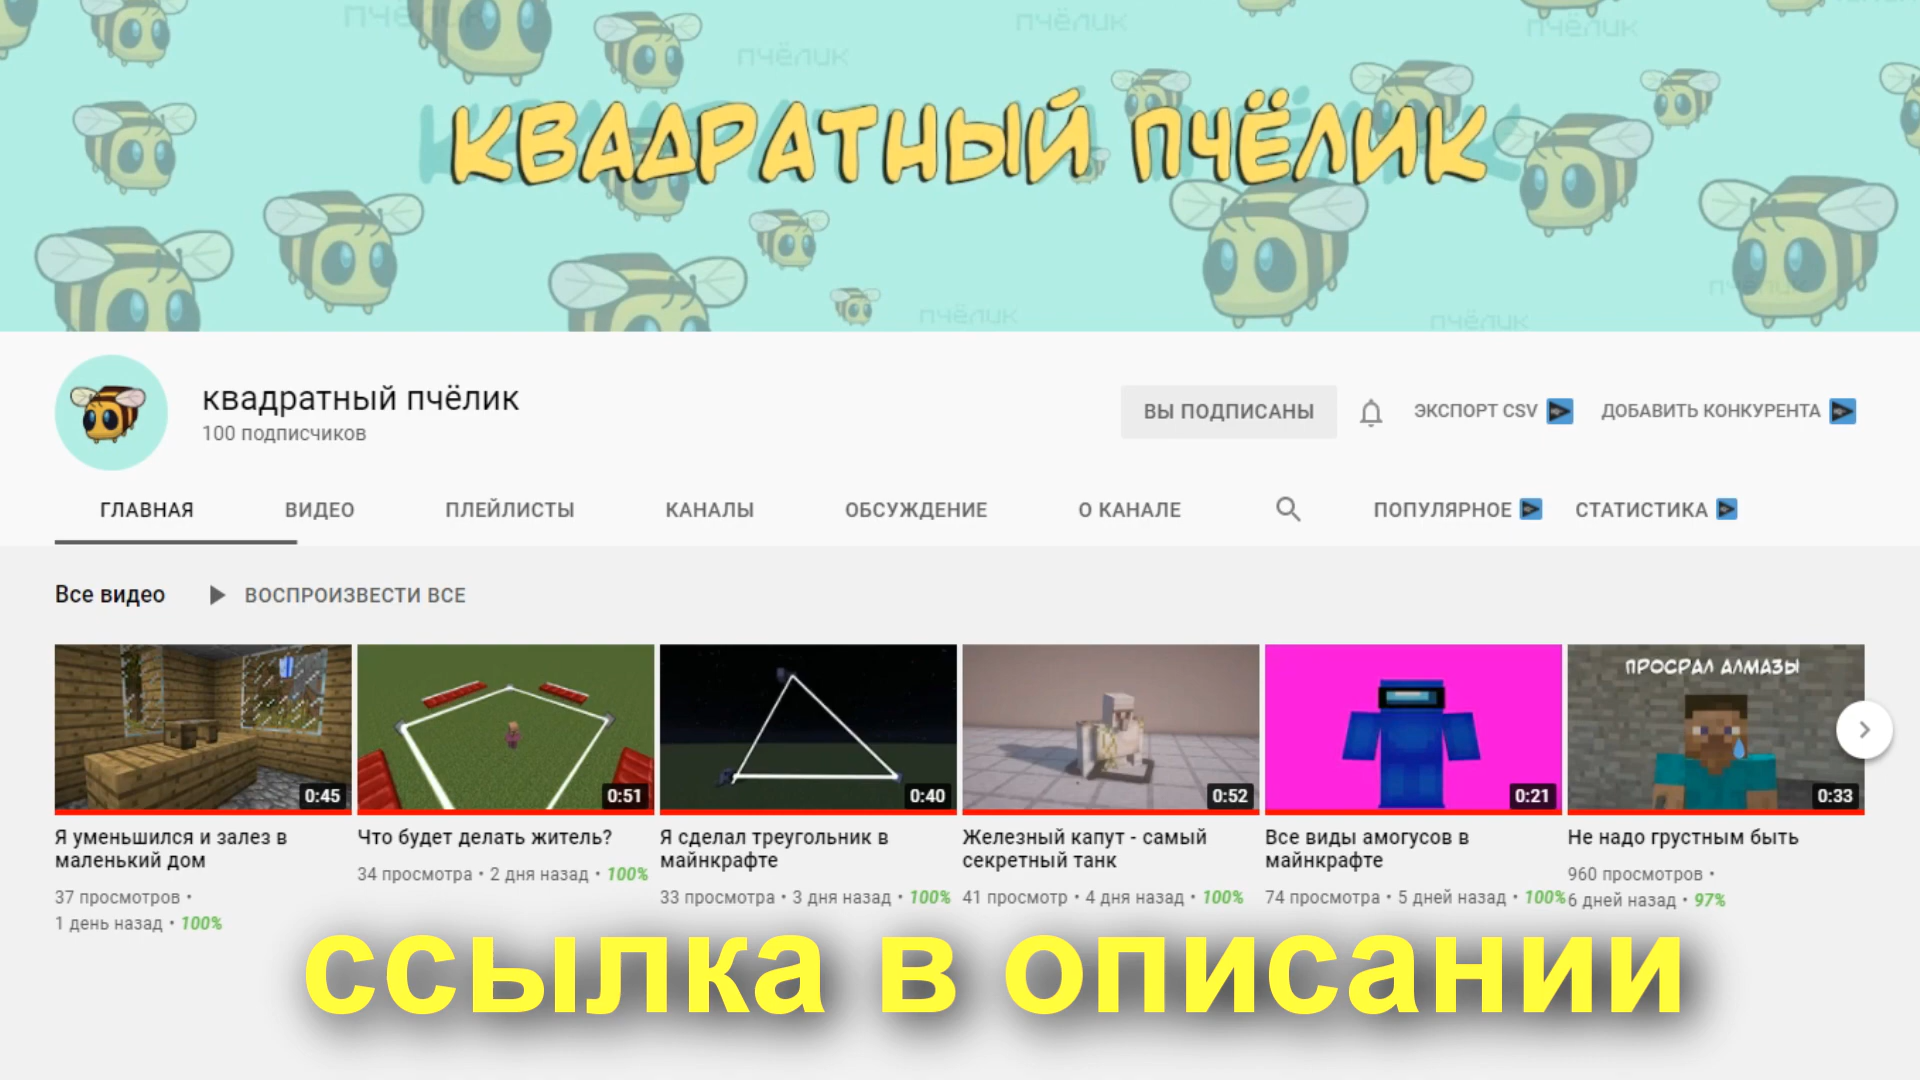 пчёлик
пчёлик
пчёлик
КВАДРАТНЫЙ ПЧЁЛИК
пчёлик
пчёлик
квадратный пчёлик
100 подписчиков
ВЫ ПОДПИСАНЫ
ЭКСПОРТ CSV
ДОБАВИТЬ КОНКУРЕНТА
ГЛАВНАЯ ВИДЕО ПЛЕЙЛИСТЫ КАНАЛЫ ОБСУЖДЕНИЕ О КАНАЛЕ ПОПУЛЯРНОЕ СТАТИСТИКА
Все видео ВОСПРОИЗВЕСТИ ВСЕ
0:45
Я уменьшился и залез в
маленький дом
37 просмотров •
1 день назад • 100%
0:51
Что будет делать житель?
34 просмотра • 2 дня назад • 100%
0:40
Я сделал треугольник в
майнкрафте
33 просмотра • 3 дня назад • 100%
0:52
Железный капут - самый
секретный танк
41 просмотр • 4 дня назад • 100%
0:21
Все виды амогусов в
майнкрафте
74 просмотра • 5 дней назад • 100%
ПРОСРАЛ АЛМАЗЫ
0:33
Не надо грустным быть
960 просмотров •
6 дней назад • 97%
ссылка в описании